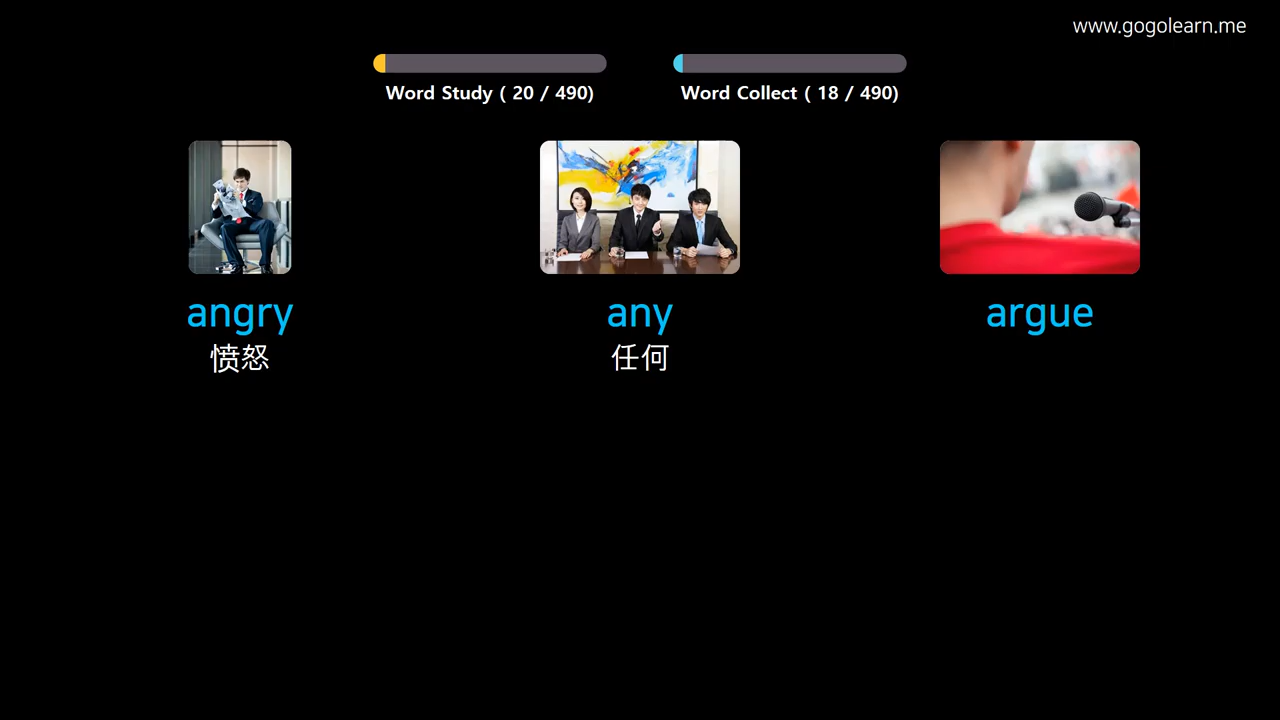 www.gogolearn.me
Word Study ( 20 / 490)
Word Collect ( 18 / 490)
angry
愤怒
any
任何
argue